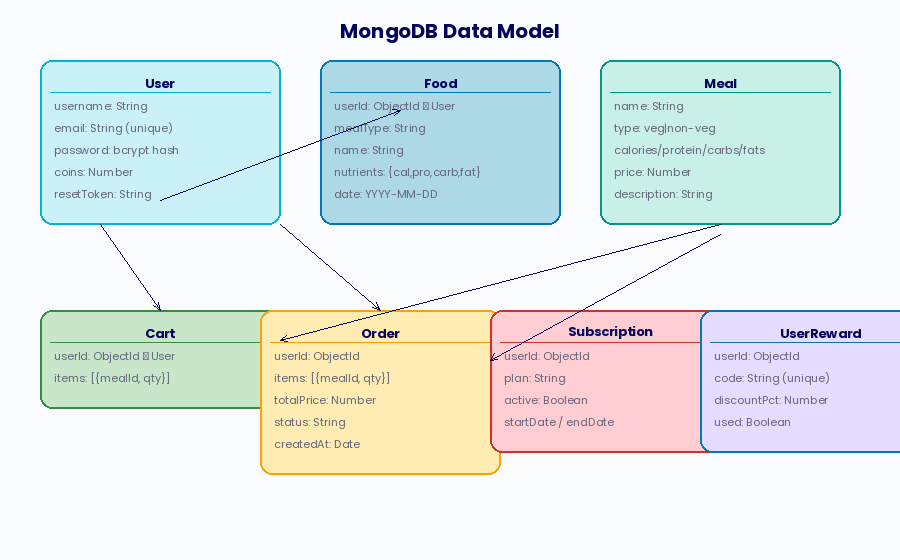 MongoDB Data Model
User
username: String
email: String (unique)
password: bcrypt hash
coins: Number
resetToken: String
Food
userId: ObjectId User
mealType: String
name: String
nutrients: {cal,pro,carb,fat}
date: YYYY-MM-DD
Meal
name: String
type: veg|non-veg
calories/protein/carbs/fats
price: Number
description: String
Cart
userId: ObjectId User
items: [{mealId, qty}]
Order
userId: ObjectId
items: [{mealId, qty}]
totalPrice: Number
status: String
createdAt: Date
Subscription
userId: ObjectId
plan: String
active: Boolean
startDate / endDate
UserReward
userId: ObjectId
code: String (unique)
discountPct: Number
used: Boolean